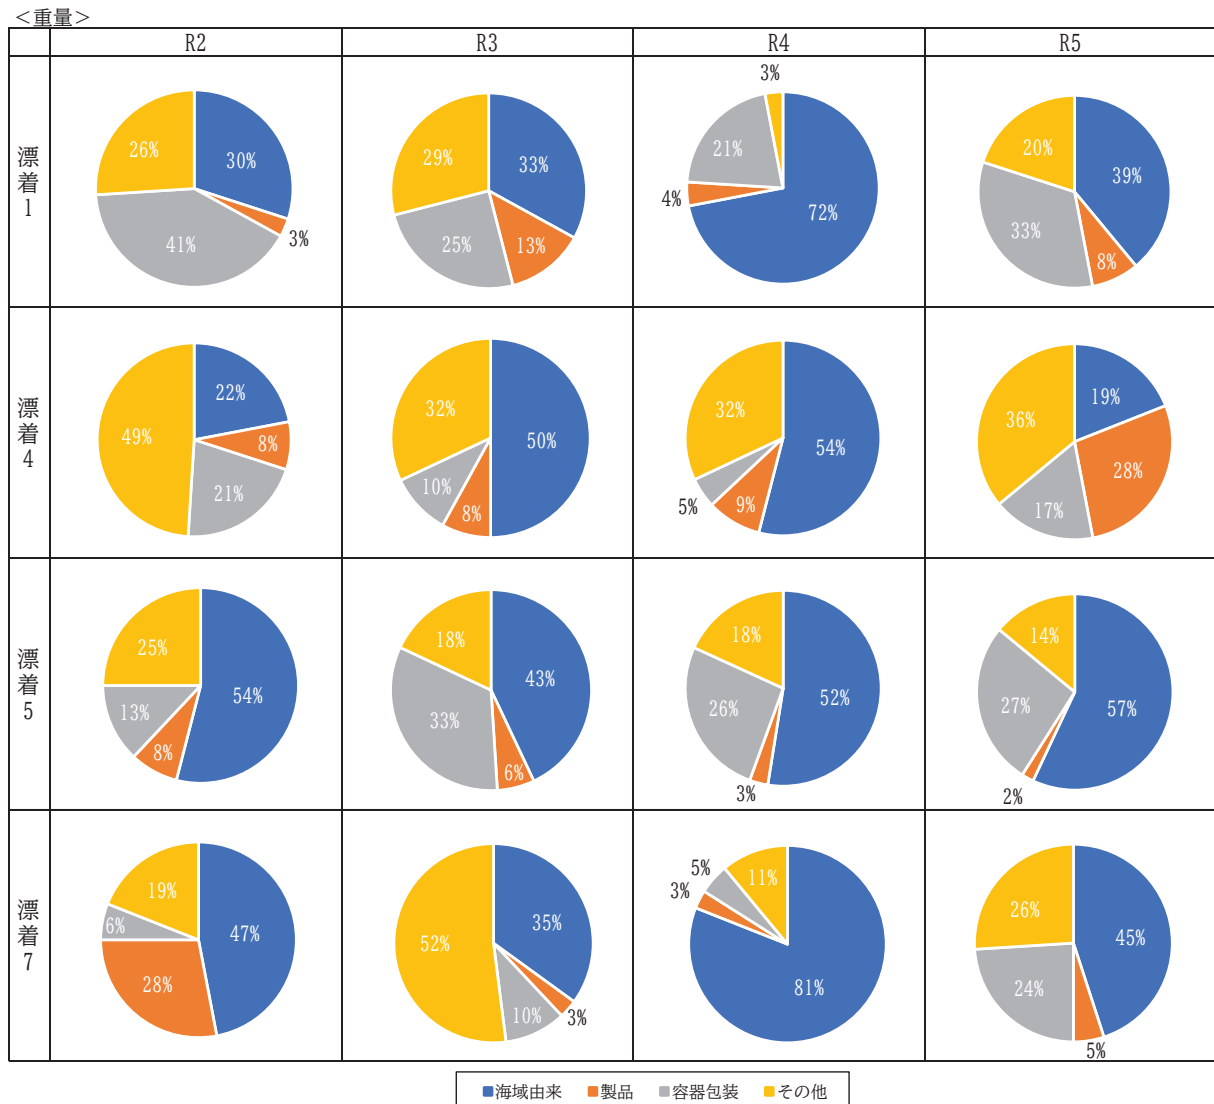 ＜重量＞
R2 R3 R4 R5
漂着1
30% 3% 41% 26%
33% 13% 25% 29%
72% 4% 21% 3%
39% 8% 33% 20%
漂着4
22% 8% 21% 49%
50% 8% 10% 32%
54% 9% 5% 32%
19% 28% 17% 36%
漂着5
54% 8% 13% 25%
43% 6% 33% 18%
52% 3% 26% 18%
57% 2% 27% 14%
漂着7
47% 28% 6% 19%
35% 3% 10% 52%
81% 3% 5% 11%
45% 5% 24% 26%
海域由来 製品 容器包装 その他